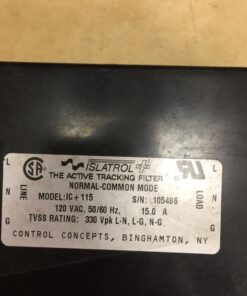 ISLATROL
THE ACTIVE TRACKING FILTER
NORMAL-COMMON MODE
MODEL: IC+115 S/N: 105486
120 VAC, 50/60 Hz, 15.0 A
TVSS RATING: 330 Vpk L-N, L-G, N-G
CONTROL CONCEPTS, BINGHAMTON, NY
L
N
G
LINE
LOAD
L
N
G